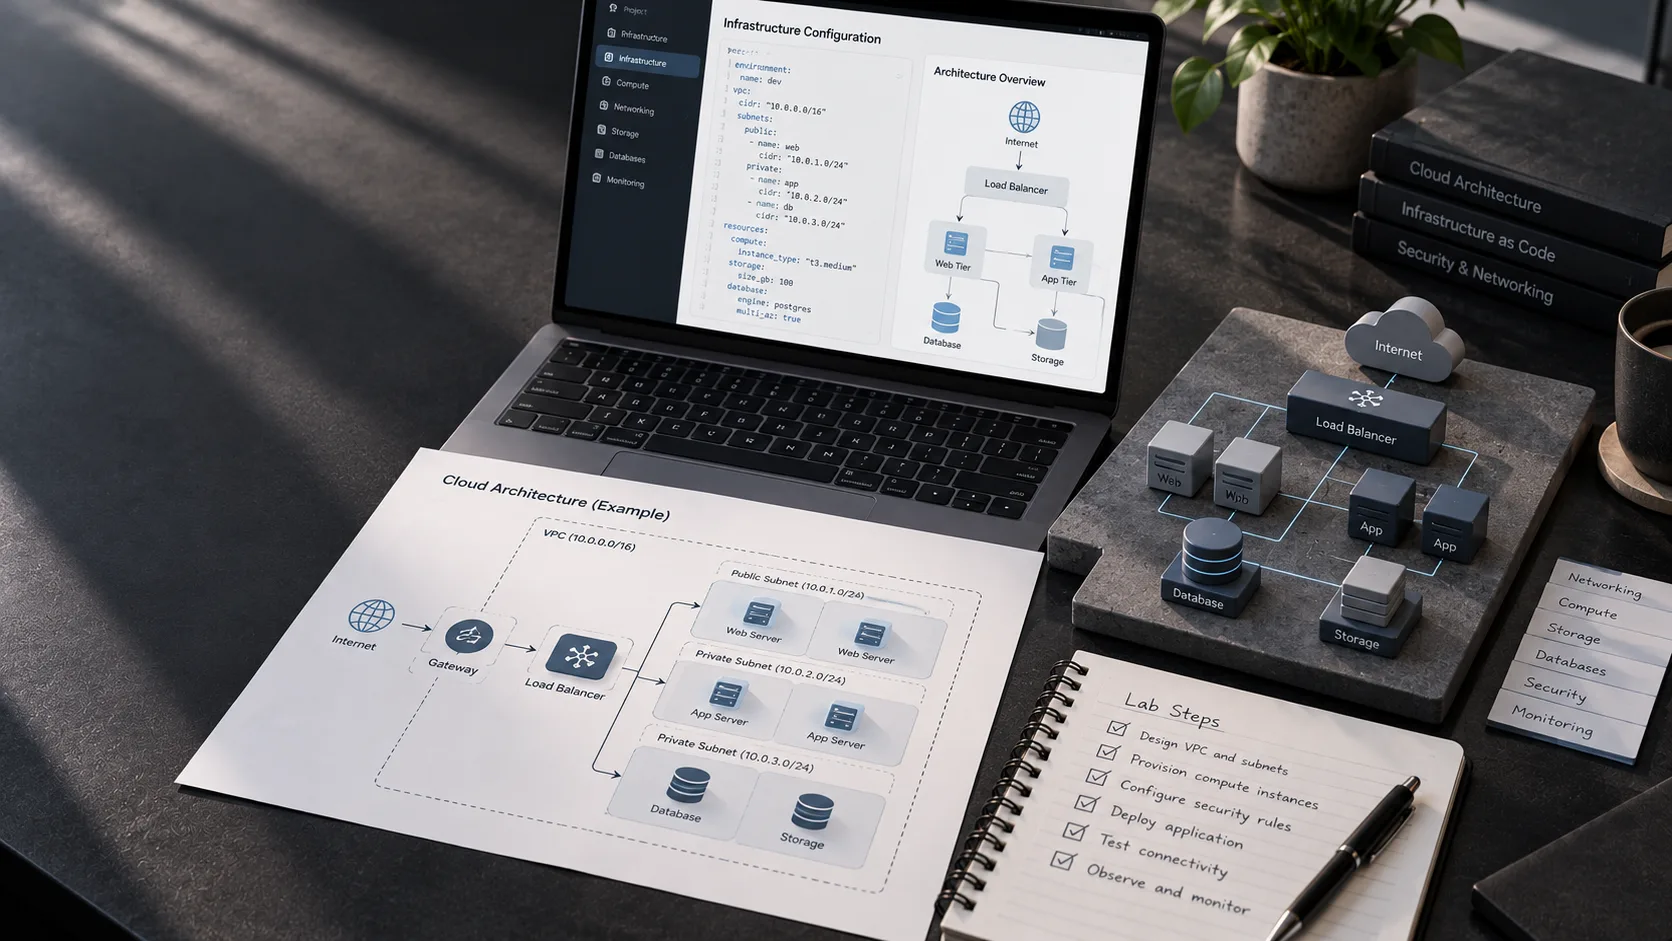 Project
Infrastructure
Infrastructure
Compute
Networking
Storage
Databases
Monitoring
Infrastructure Configuration
environment:
name: dev
vpc:
cidr: "10.0.0.0/16"
subnets:
public:
- name: web
cidr: "10.0.1.0/24"
private:
- name: app
cidr: "10.0.2.0/24"
- name: db
cidr: "10.0.3.0/24"
resources:
compute:
instance_type: "t3.medium"
storage:
size_gb: 100
database:
engine: postgres
multi_az: true
Architecture Overview
Internet
Load Balancer
Web Tier
App Tier
Database
Storage
Cloud Architecture
Infrastructure as Code
Security & Networking
Internet
Load Balancer
Web
Web
App
App
Database
Storage
Cloud Architecture (Example)
VPC (10.0.0.0/16)
Public Subnet (10.0.1.0/24)
Internet
Gateway
Load Balancer
Web Server
Web Server
Private Subnet (10.0.2.0/24)
App Server
App Server
Private Subnet (10.0.3.0/24)
Database
Storage
Lab Steps
Design VPC and subnets
Provision compute instances
Configure security rules
Deploy application
Test connectivity
Observe and monitor
Networking
Compute
Storage
Databases
Security
Monitoring